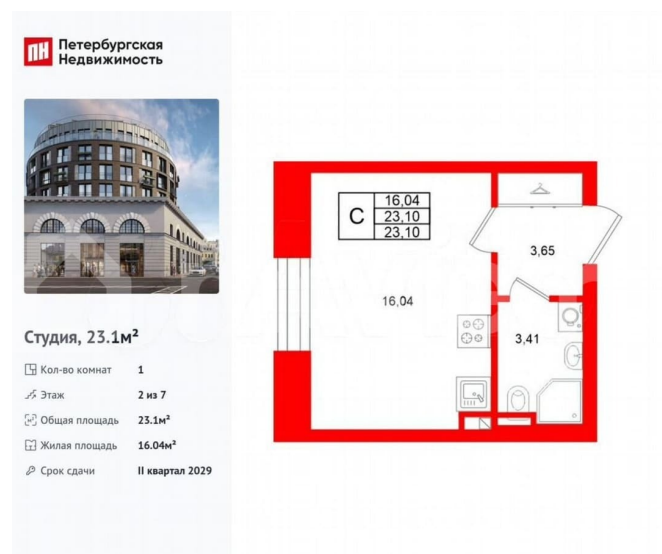 ПН Петербургская
Недвижимость
Студия, 23.1м²
Кол-во комнат 1
Этаж 2 из 7
Общая площадь 23.1м²
Жилая площадь 16.04м²
Срок сдачи II квартал 2029
С
16,04
23,10
23,10
3,65
16,04
3,41